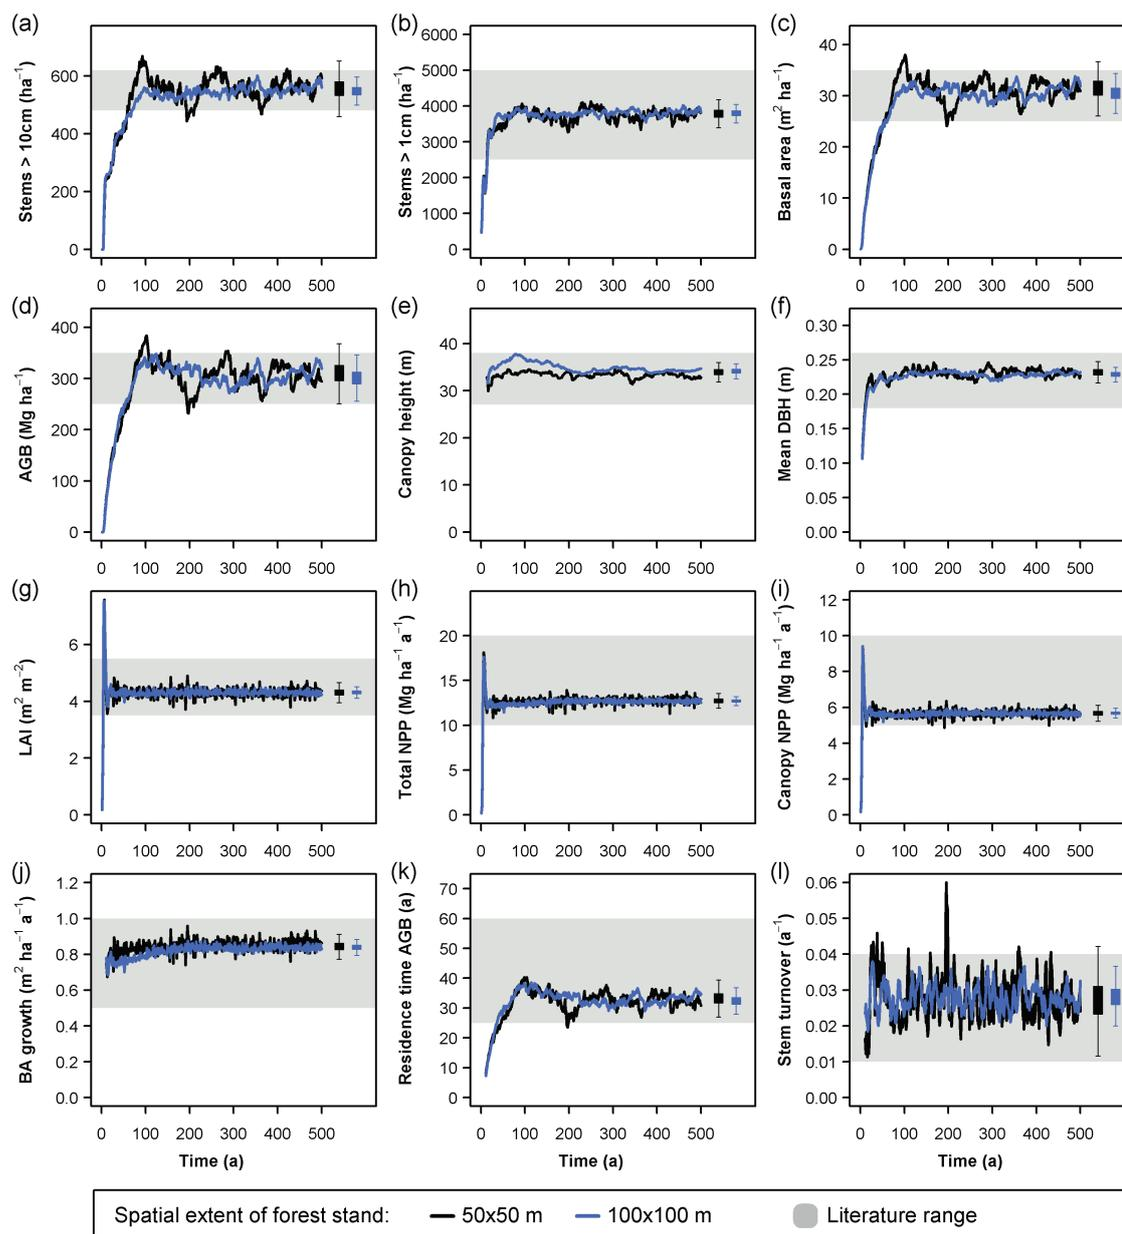 (a) (b) (c)
Stems > 10cm (ha⁻¹)
600
400
200
0
0 100 200 300 400 500
Stems > 1cm (ha⁻¹)
6000
5000
4000
3000
2000
1000
0
0 100 200 300 400 500
Basal area (m² ha⁻¹)
40
30
20
10
0
0 100 200 300 400 500
(d) (e) (f)
AGB (Mg ha⁻¹)
400
300
200
100
0
0 100 200 300 400 500
Canopy height (m)
40
30
20
10
0
0 100 200 300 400 500
Mean DBH (m)
0.30
0.25
0.20
0.15
0.10
0.05
0.00
0 100 200 300 400 500
(g) (h) (i)
LAI (m² m⁻²)
6
4
2
0
0 100 200 300 400 500
Total NPP (Mg ha⁻¹ a⁻¹)
20
15
10
5
0
0 100 200 300 400 500
Canopy NPP (Mg ha⁻¹ a⁻¹)
12
10
8
6
4
2
0
0 100 200 300 400 500
(j) (k) (l)
BA growth (m² ha⁻¹ a⁻¹)
1.2
1.0
0.8
0.6
0.4
0.2
0.0
0 100 200 300 400 500
Time (a)
Residence time AGB (a)
70
60
50
40
30
20
10
0
0 100 200 300 400 500
Time (a)
Stem turnover (a⁻¹)
0.06
0.05
0.04
0.03
0.02
0.01
0.00
0 100 200 300 400 500
Time (a)
Spatial extent of forest stand: 50x50 m 100x100 m Literature range